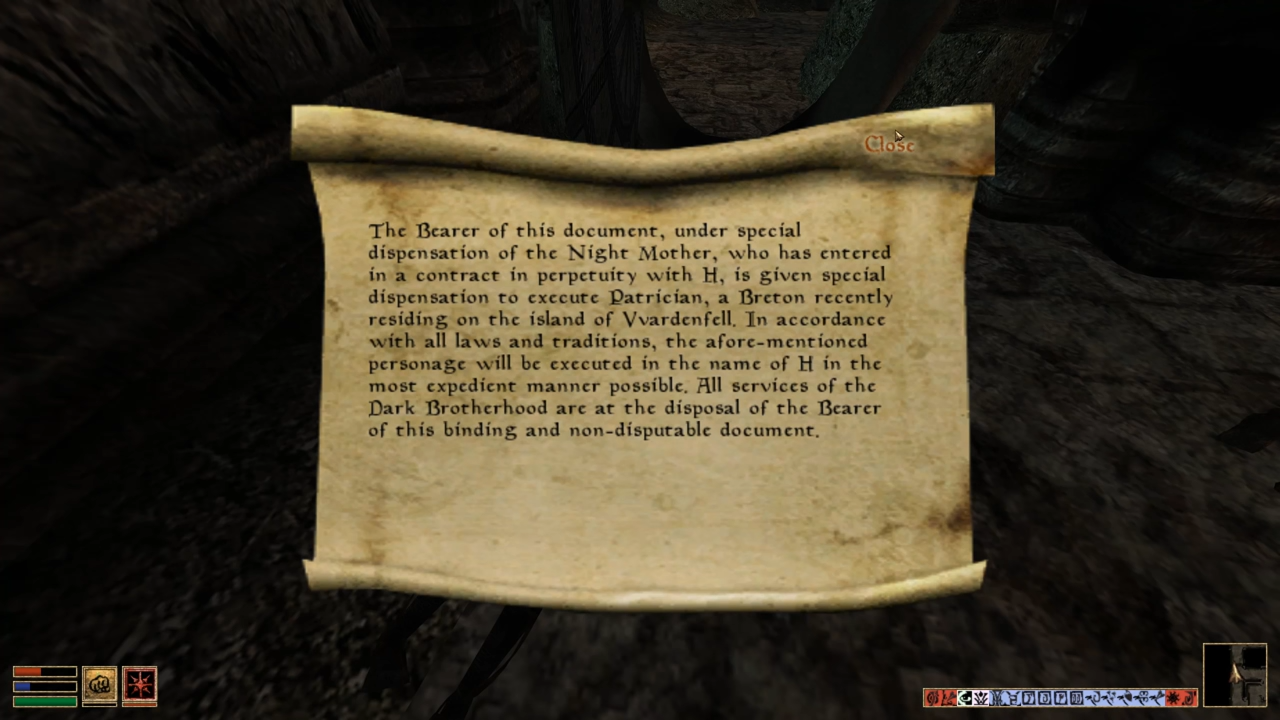 Close
The Bearer of this document, under special
dispensation of the Night Mother, who has entered
in a contract in perpetuity with H, is given special
dispensation to execute Patrician, a Breton recently
residing on the island of Vvardenfell. In accordance
with all laws and traditions, the afore-mentioned
personage will be executed in the name of H in the
most expedient manner possible. All services of the
Dark Brotherhood are at the disposal of the Bearer
of this binding and non-disputable document.